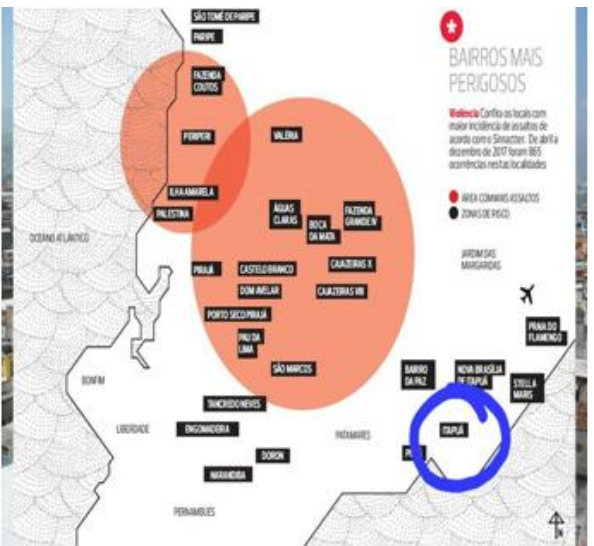 SÃO TOMÉ DE PARIPE
PARIPE
FAZENDA
COUTOS
PERIPERI
VALÉRIA
ILHA AMARELA
PALESTINA
ÁGUAS
CLARAS
BOCA
DA MATA
FAZENDA
GRANDE IV
OCEANO ATLÂNTICO
PIRAJÁ
CASTELO BRANCO
CAJAZEIRAS X
DOM AVELAR
CAJAZEIRAS VIII
PORTO SECO PIRAJÁ
PAU DA
LIMA
SÃO MARCOS
BONFIM
TANCREDO NEVES
LIBERDADE
ENGOMADEIRA
PATAMARES
DORON
NARANDIBA
PERNAMBUÉS
BAIRROS MAIS
PERIGOSOS
Violência Confira os locais com
maior incidência de assaltos de
acordo com o Simactter. De abril a
dezembro de 2017 foram 865
ocorrências nestas localidades
ÁREA COM MAIS ASSALTOS
ZONAS DE RISCO
JARDIM DAS
MARGARIDAS
PRAIA DO
FLAMENGO
BAIRRO
DA PAZ
NOVA BRASÍLIA
DE ITAPUÃ
STELLA
MARIS
ITAPUÃ
N